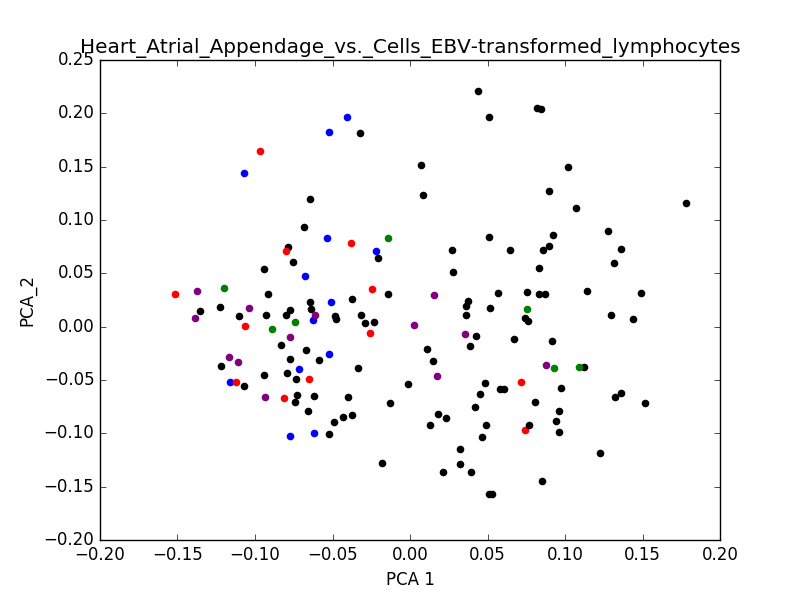 Heart_Atrial_Appendage_vs._Cells_EBV-transformed_lymphocytes
0.25
0.20
0.15
0.10
0.05
0.00
−0.05
−0.10
−0.15
−0.20
PCA_2
−0.20 −0.15 −0.10 −0.05 0.00 0.05 0.10 0.15 0.20
PCA 1